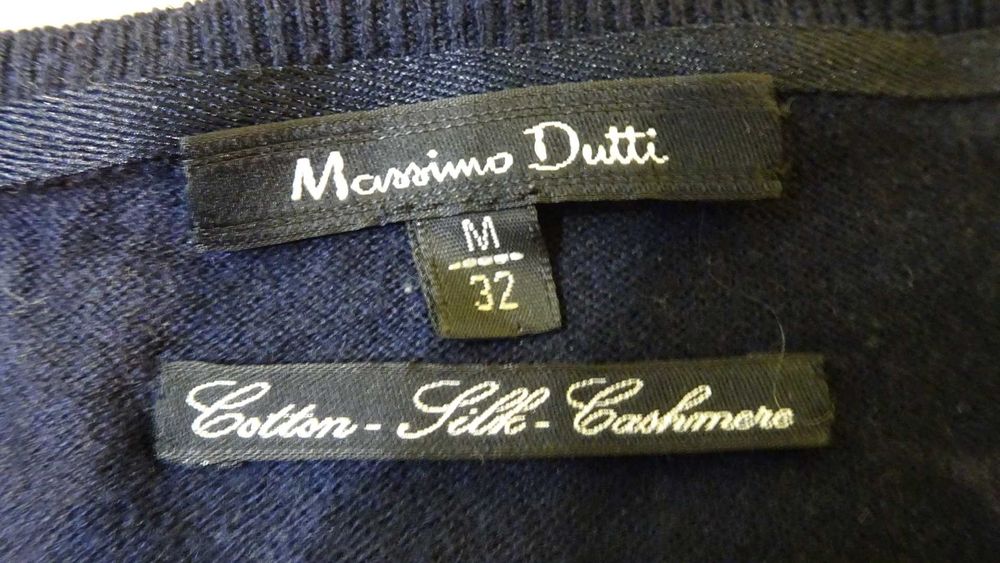 Massimo Dutti
M
32
Cotton - Silk - Cashmere